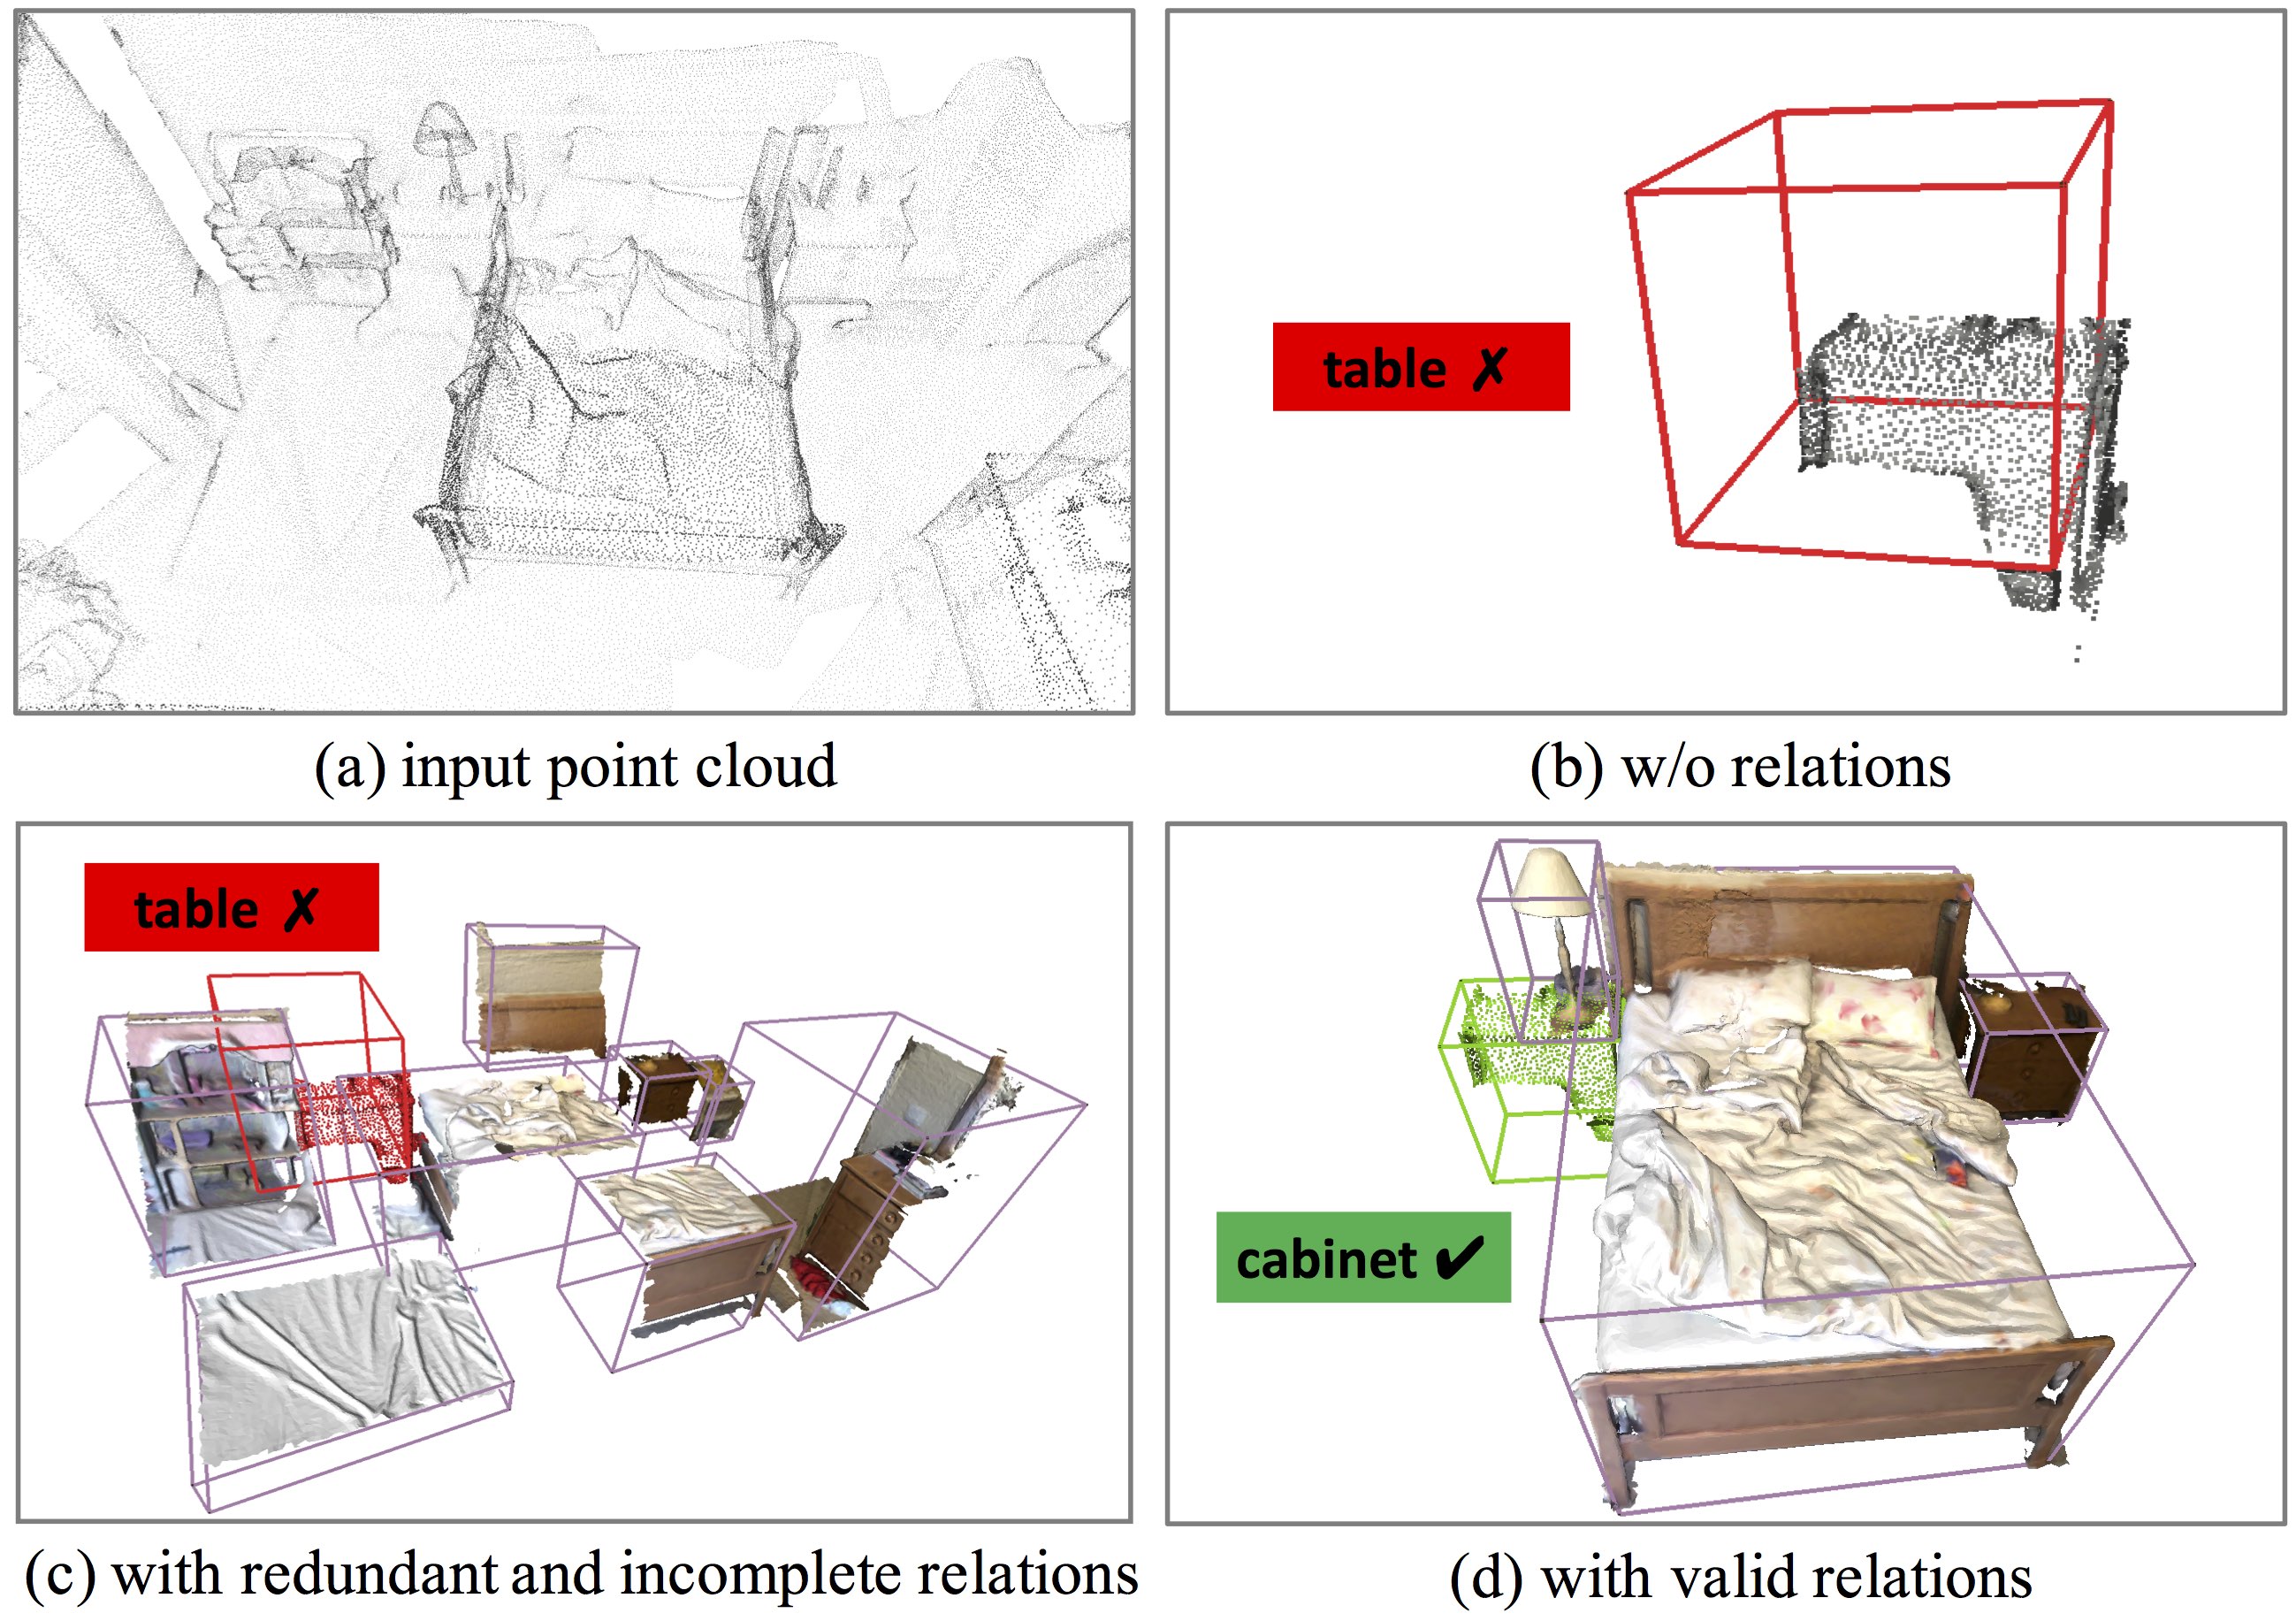 table ✗
(a) input point cloud
(b) w/o relations
table ✗
cabinet ✔
(c) with redundant and incomplete relations
(d) with valid relations